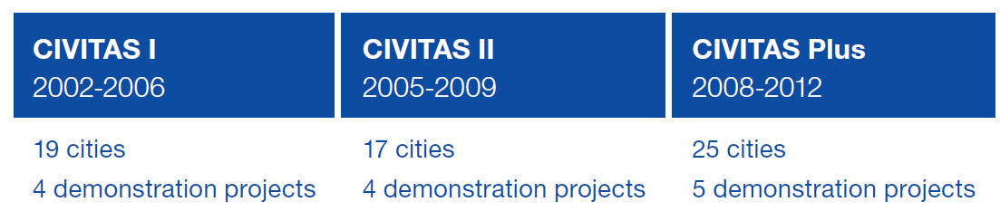 CIVITAS I
2002-2006
19 cities
4 demonstration projects
CIVITAS II
2005-2009
17 cities
4 demonstration projects
CIVITAS Plus
2008-2012
25 cities
5 demonstration projects